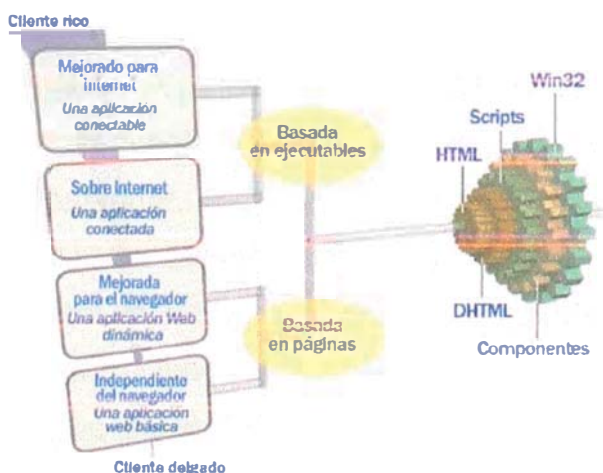 Cliente rico
Mejorado para
internet
Una aplicación
conectable
Sobre Internet
Una aplicación
conectada
Mejorada
para el navegador
Una aplicación Web
dinámica
Independiente
del navegador
Una aplicación
web básica
Cliente delgado
Basada
en ejecutables
Basada
en páginas
Win32
Scripts
HTML
DHTML
Componentes